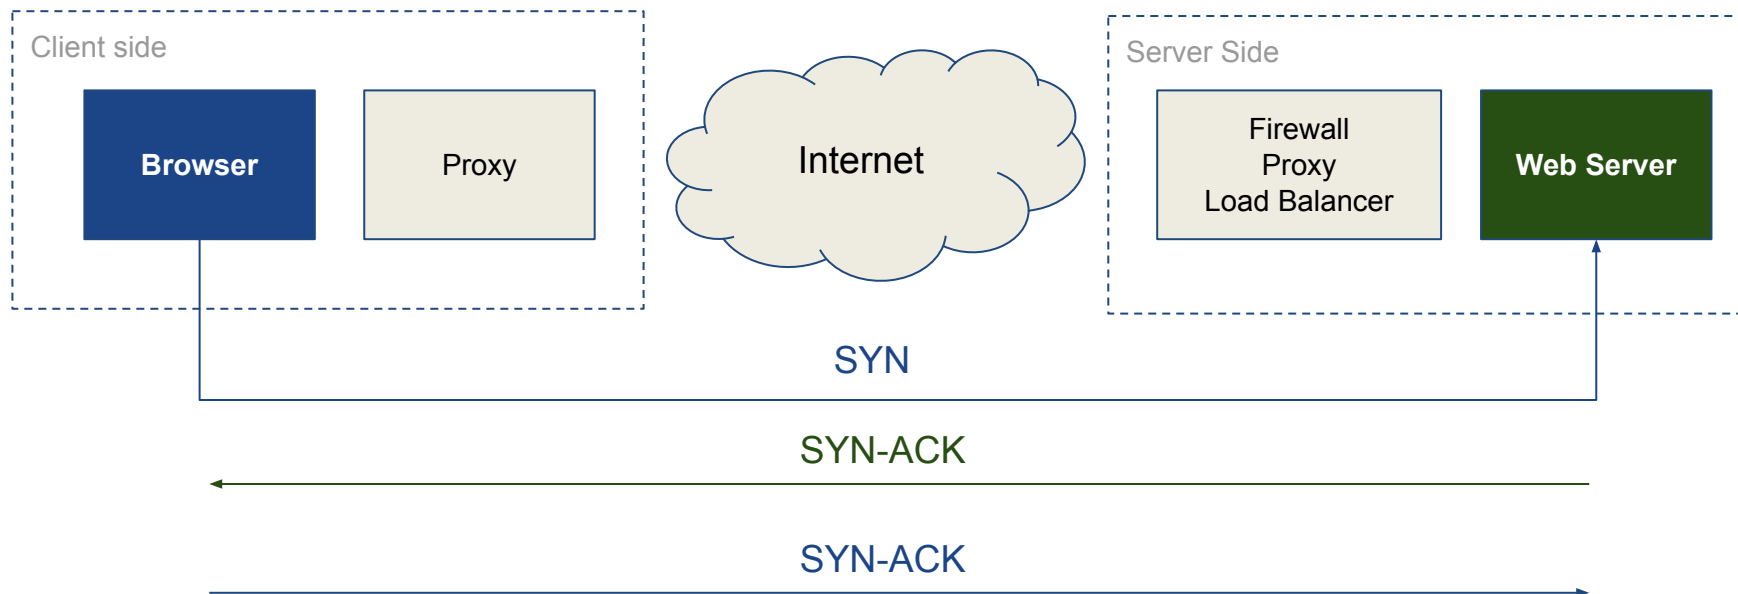 Client side
Server Side
Browser
Proxy
Internet
Firewall
Proxy
Load Balancer
Web Server
SYN
SYN-ACK
SYN-ACK